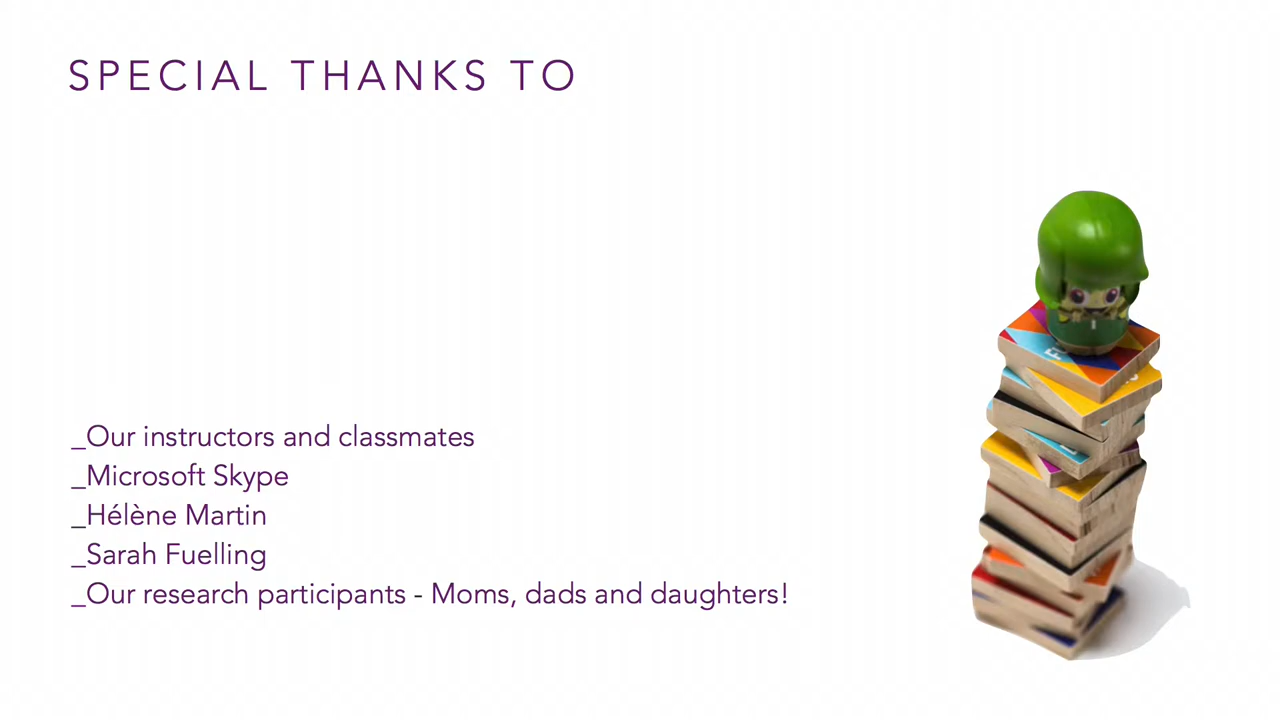 SPECIAL THANKS TO
_Our instructors and classmates
_Microsoft Skype
_Hélène Martin
_Sarah Fuelling
_Our research participants - Moms, dads and daughters!